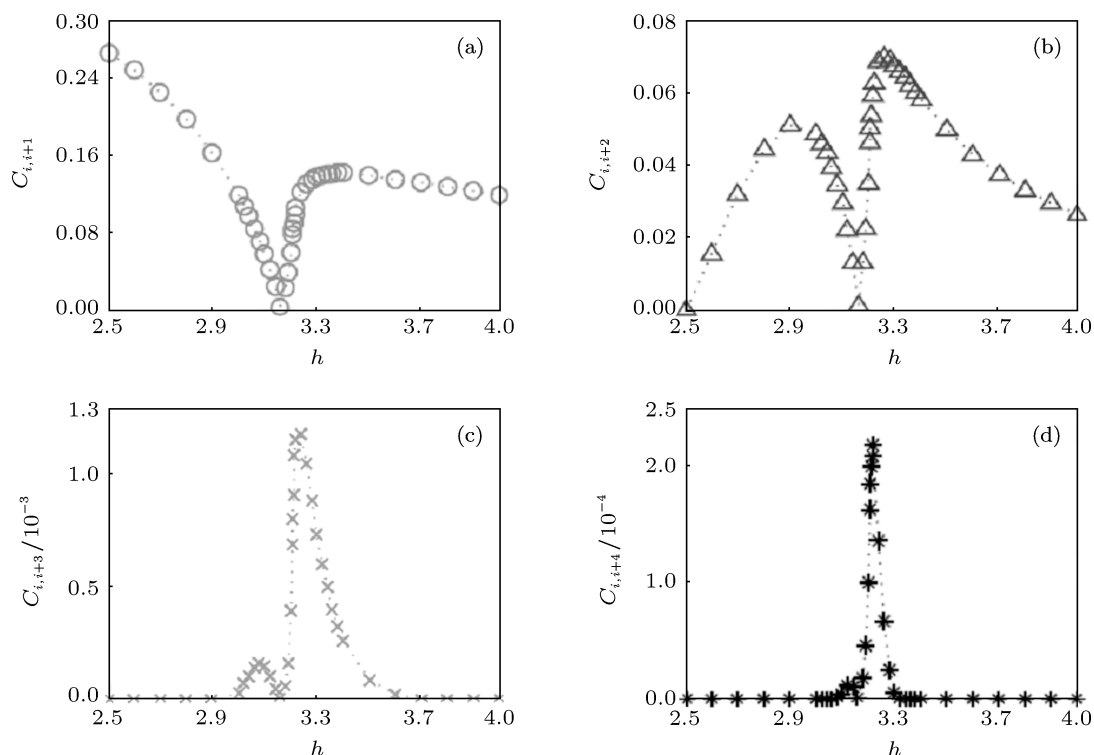 0.30
(a)
0.24
0.16
0.08
0.00
2.5 2.9 3.3 3.7 4.0
h
C_{i,i+1}
0.08
(b)
0.06
0.04
0.02
0.00
2.5 2.9 3.3 3.7 4.0
h
C_{i,i+2}
1.3
(c)
1.0
0.5
0.0
2.5 2.9 3.3 3.7 4.0
h
C_{i,i+3}/10^{-3}
2.5
(d)
2.0
1.0
0.0
2.5 2.9 3.3 3.7 4.0
h
C_{i,i+4}/10^{-4}